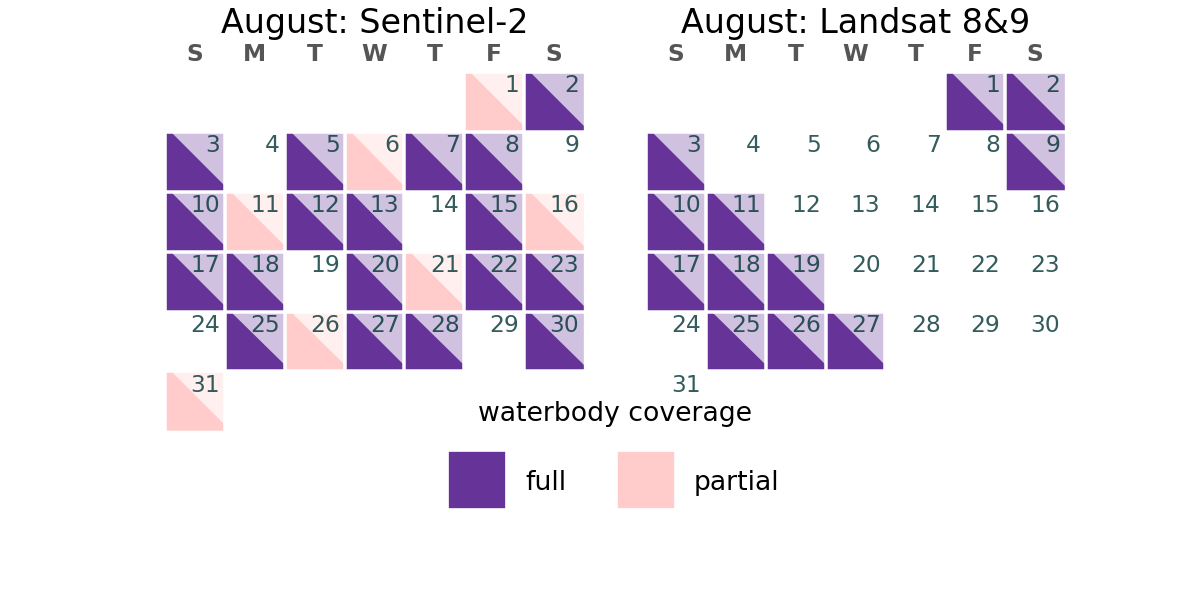 August: Sentinel-2
S M T W T F S
1 2
3 4 5 6 7 8 9
10 11 12 13 14 15 16
17 18 19 20 21 22 23
24 25 26 27 28 29 30
31
August: Landsat 8&9
S M T W T F S
1 2
3 4 5 6 7 8 9
10 11 12 13 14 15 16
17 18 19 20 21 22 23
24 25 26 27 28 29 30
31
waterbody coverage
full partial